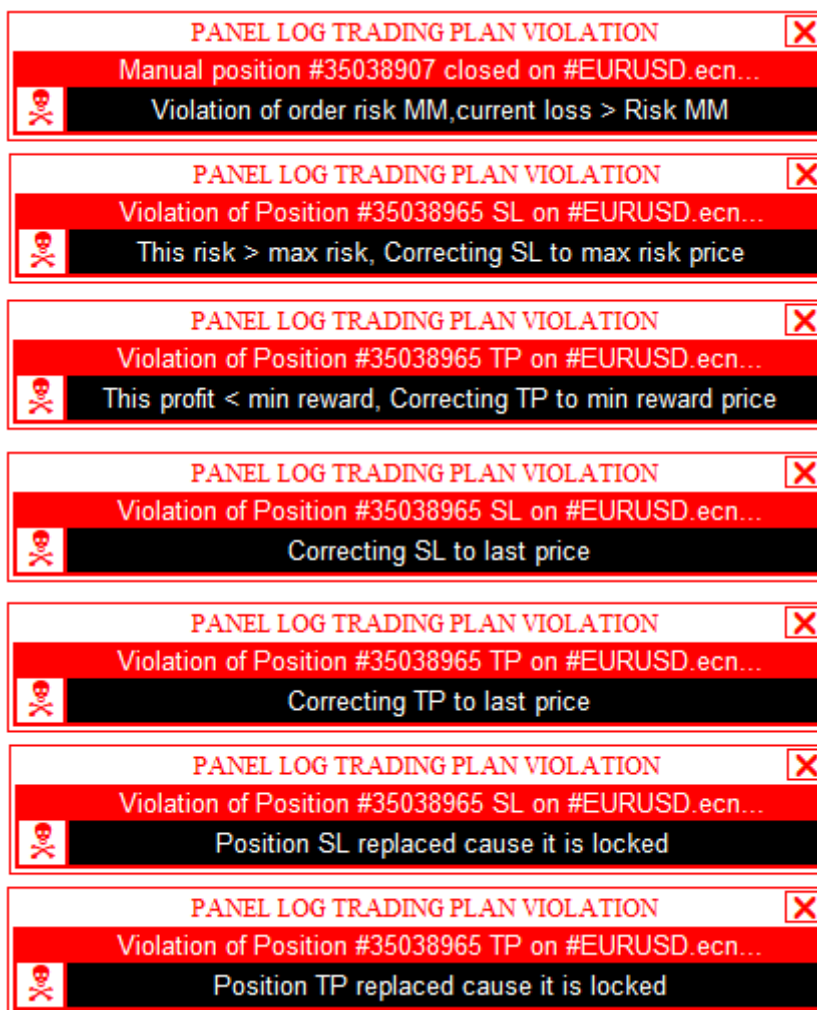 PANEL LOG TRADING PLAN VIOLATION
Manual position #35038907 closed on #EURUSD.ecn...
Violation of order risk MM,current loss > Risk MM
PANEL LOG TRADING PLAN VIOLATION
Violation of Position #35038965 SL on #EURUSD.ecn...
This risk > max risk, Correcting SL to max risk price
PANEL LOG TRADING PLAN VIOLATION
Violation of Position #35038965 TP on #EURUSD.ecn...
This profit < min reward, Correcting TP to min reward price
PANEL LOG TRADING PLAN VIOLATION
Violation of Position #35038965 SL on #EURUSD.ecn...
Correcting SL to last price
PANEL LOG TRADING PLAN VIOLATION
Violation of Position #35038965 TP on #EURUSD.ecn...
Correcting TP to last price
PANEL LOG TRADING PLAN VIOLATION
Violation of Position #35038965 SL on #EURUSD.ecn...
Position SL replaced cause it is locked
PANEL LOG TRADING PLAN VIOLATION
Violation of Position #35038965 TP on #EURUSD.ecn...
Position TP replaced cause it is locked